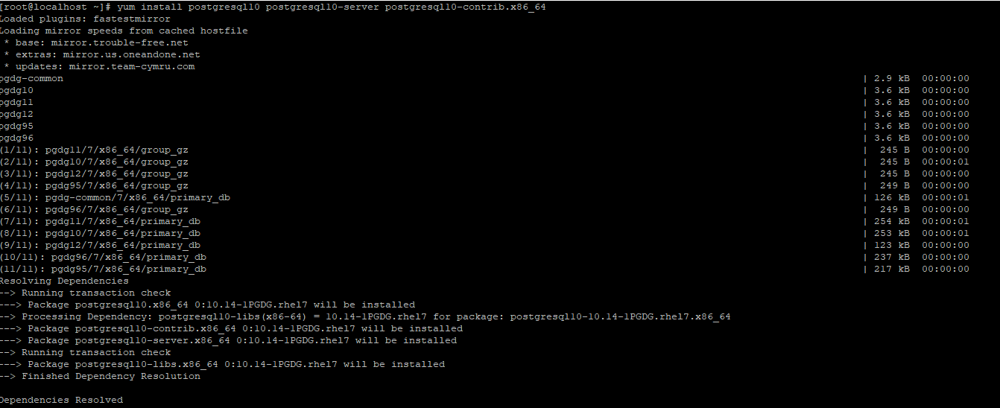 [root@localhost ~]# yum install postgresql10 postgresql10-server postgresql10-contrib.x86_64
Loaded plugins: fastestmirror
Loading mirror speeds from cached hostfile
 * base: mirror.trouble-free.net
 * extras: mirror.us.oneandone.net
 * updates: mirror.team-cymru.com
pgdg-common | 2.9 kB 00:00:00
pgdg10 | 3.6 kB 00:00:00
pgdg11 | 3.6 kB 00:00:00
pgdg12 | 3.6 kB 00:00:00
pgdg95 | 3.6 kB 00:00:00
pgdg96 | 3.6 kB 00:00:00
(1/11): pgdg11/7/x86_64/group_gz | 245 B 00:00:00
(2/11): pgdg10/7/x86_64/group_gz | 245 B 00:00:01
(3/11): pgdg12/7/x86_64/group_gz | 245 B 00:00:00
(4/11): pgdg95/7/x86_64/group_gz | 249 B 00:00:00
(5/11): pgdg-common/7/x86_64/primary_db | 126 kB 00:00:01
(6/11): pgdg96/7/x86_64/group_gz | 249 B 00:00:00
(7/11): pgdg11/7/x86_64/primary_db | 254 kB 00:00:01
(8/11): pgdg10/7/x86_64/primary_db | 253 kB 00:00:01
(9/11): pgdg12/7/x86_64/primary_db | 123 kB 00:00:00
(10/11): pgdg96/7/x86_64/primary_db | 237 kB 00:00:00
(11/11): pgdg95/7/x86_64/primary_db | 217 kB 00:00:00
Resolving Dependencies
--> Running transaction check
---> Package postgresql10.x86_64 0:10.14-1PGDG.rhel7 will be installed
--> Processing Dependency: postgresql10-libs(x86-64) = 10.14-1PGDG.rhel7 for package: postgresql10-10.14-1PGDG.rhel7.x86_64
---> Package postgresql10-contrib.x86_64 0:10.14-1PGDG.rhel7 will be installed
---> Package postgresql10-server.x86_64 0:10.14-1PGDG.rhel7 will be installed
--> Running transaction check
---> Package postgresql10-libs.x86_64 0:10.14-1PGDG.rhel7 will be installed
--> Finished Dependency Resolution
Dependencies Resolved